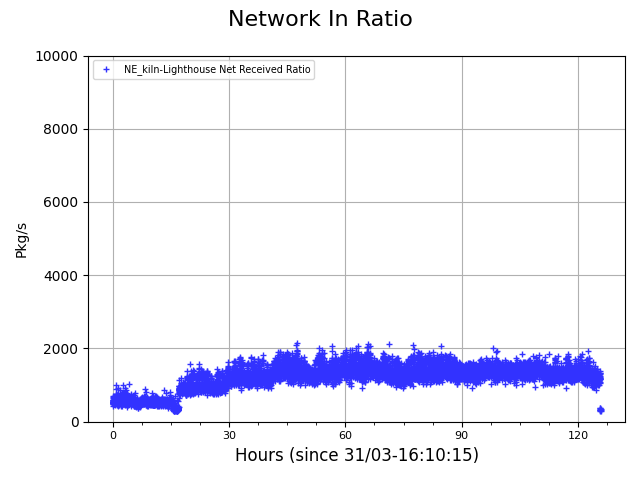 Network In Ratio
10000
8000
6000
4000
2000
0
Pkg/s
NE_kiln-Lighthouse Net Received Ratio
0 30 60 90 120
Hours (since 31/03-16:10:15)